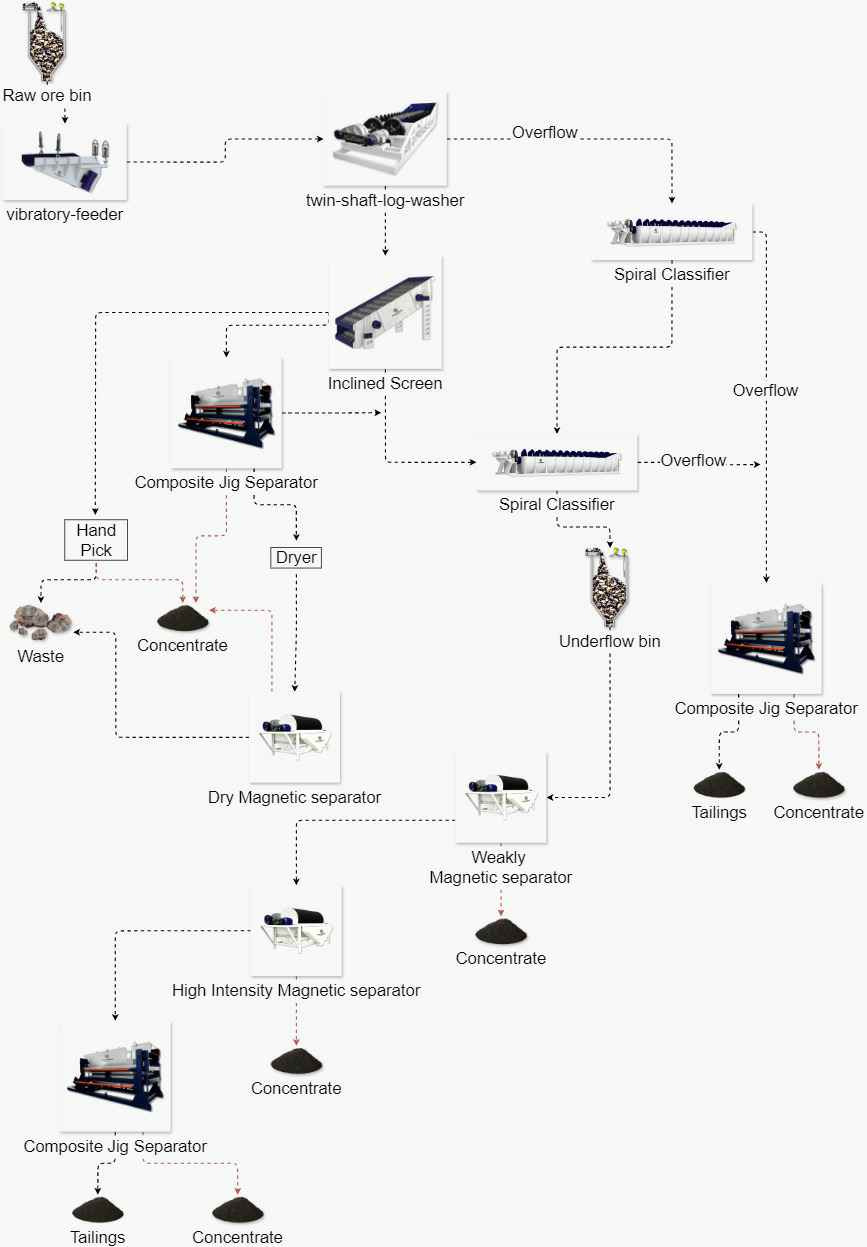 Raw ore bin
vibratory-feeder
twin-shaft-log-washer
Overflow
Spiral Classifier
Inclined Screen
Overflow
Composite Jig Separator
Overflow
Spiral Classifier
Hand
Pick
Dryer
Waste
Concentrate
Underflow bin
Composite Jig Separator
Dry Magnetic separator
Tailings
Concentrate
Weakly
Magnetic separator
Concentrate
High Intensity Magnetic separator
Concentrate
Composite Jig Separator
Tailings
Concentrate